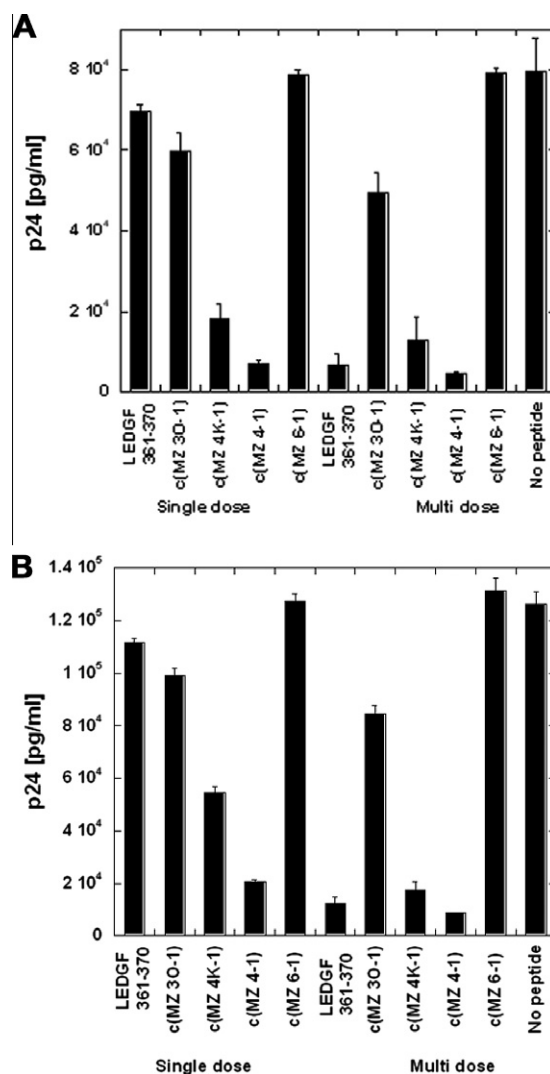 A
p24 [pg/ml]
8 10⁴
6 10⁴
4 10⁴
2 10⁴
0
LEDGF
361-370
c(MZ 3O-1)
c(MZ 4K-1)
c(MZ 4-1)
c(MZ 6-1)
LEDGF
361-370
c(MZ 3O-1)
c(MZ 4K-1)
c(MZ 4-1)
c(MZ 6-1)
No peptide
Single dose
Multi dose
B
p24 [pg/ml]
1.4 10⁵
1.2 10⁵
1 10⁵
8 10⁴
6 10⁴
4 10⁴
2 10⁴
0
LEDGF
361-370
c(MZ 3O-1)
c(MZ 4K-1)
c(MZ 4-1)
c(MZ 6-1)
LEDGF
361-370
c(MZ 3O-1)
c(MZ 4K-1)
c(MZ 4-1)
c(MZ 6-1)
No peptide
Single dose
Multi dose